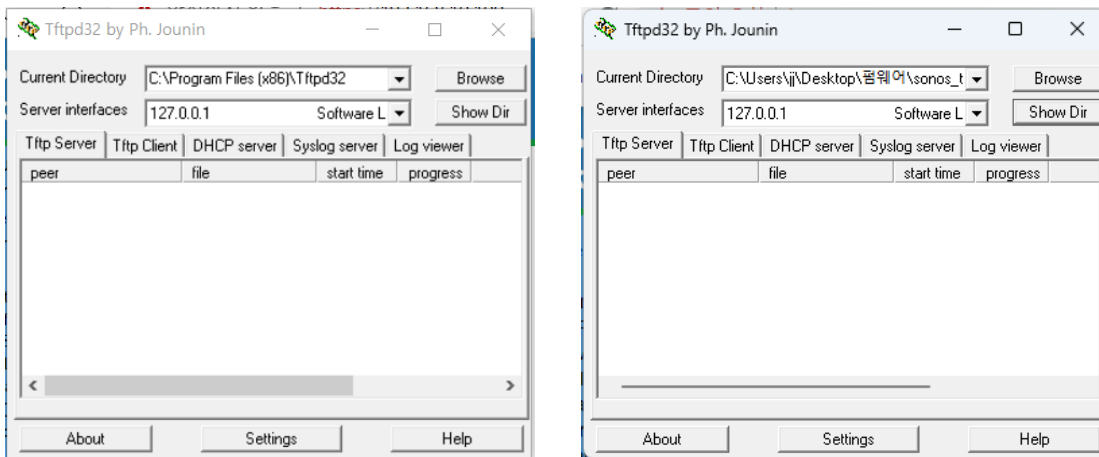 Tftpd32 by Ph. Jounin
Current Directory C:\Program Files (x86)\Tftpd32 Browse
Server interfaces 127.0.0.1 Software L Show Dir
Tftp Server Tftp Client DHCP server Syslog server Log viewer
peer file start time progress
About Settings Help
Tftpd32 by Ph. Jounin
Current Directory C:\Users\jj\Desktop\펌웨어\sonos_t Browse
Server interfaces 127.0.0.1 Software L Show Dir
Tftp Server Tftp Client DHCP server Syslog server Log viewer
peer file start time progress
About Settings Help